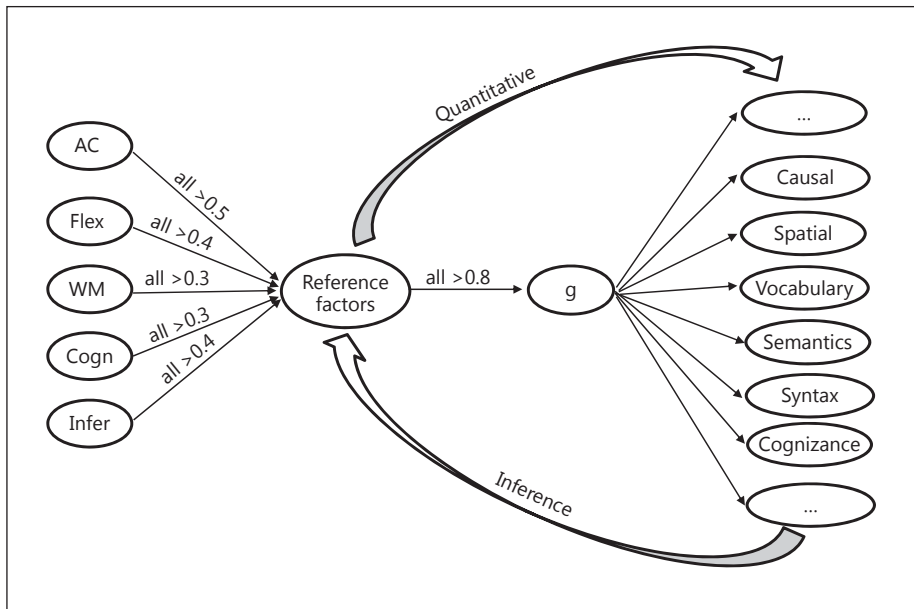 AC
Flex
WM
Cogn
Infer
all >0.5
all >0.4
all >0.3
all >0.3
all >0.4
Reference
factors
all >0.8
g
Quantitative
Inference
...
Causal
Spatial
Vocabulary
Semantics
Syntax
Cognizance
...